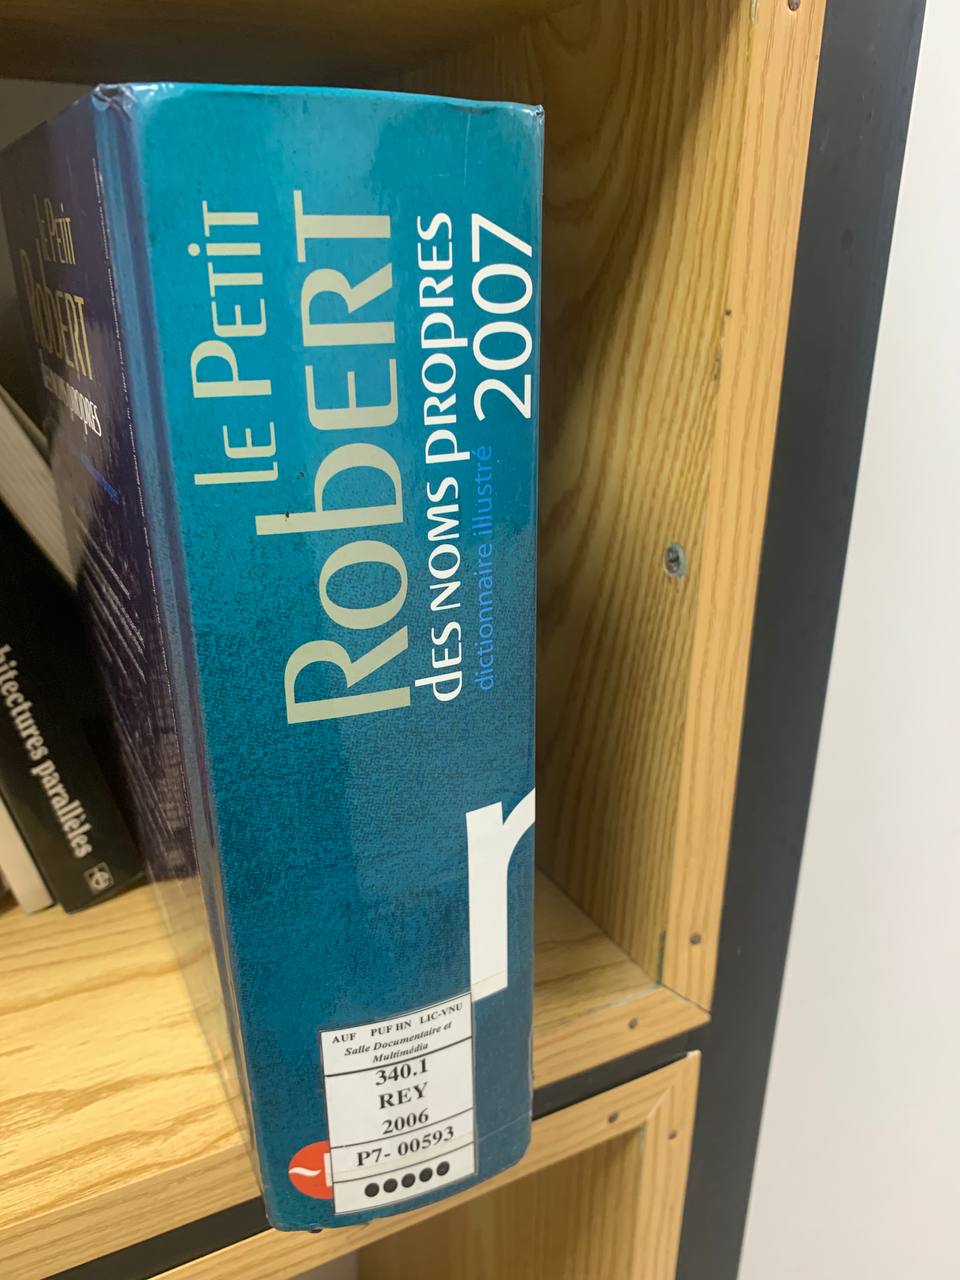 le PETiT
RobERT
dES NOMS pROpRES
dictionnaire illustré 2007
r
AUF PUF HN LIC-VNU
Salle Documentaire et
Multimédia
340.1
REY
2006
P7- 00593
le PETiT
RobERT
des noms propres
hitectures parallèles